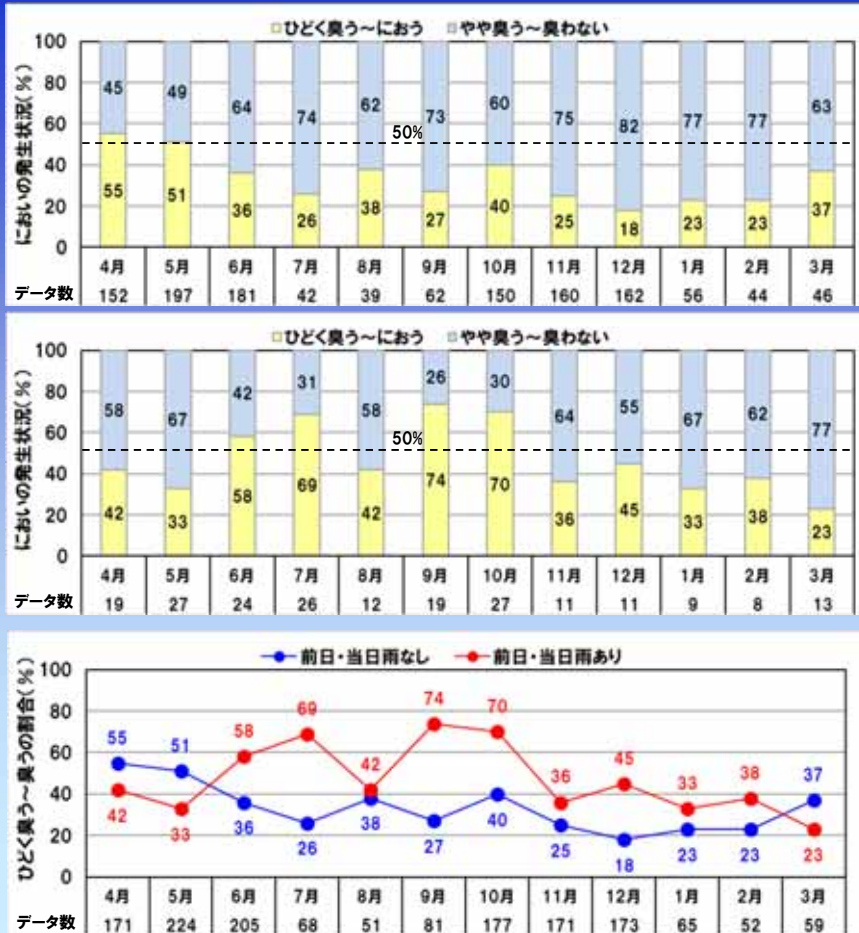 ひどく臭う～におう やや臭う～臭わない
においの発生状況(%)
100
80
60
40
20
0
45 49 64 74 62 73 60 75 82 77 77 63
50%
55 51 36 26 38 27 40 25 18 23 23 37
4月 5月 6月 7月 8月 9月 10月 11月 12月 1月 2月 3月
データ数 152 197 181 42 39 62 150 160 162 56 44 46
ひどく臭う～におう やや臭う～臭わない
においの発生状況(%)
100
80
60
40
20
0
58 67 42 31 58 26 30 64 55 67 62 77
50%
42 33 58 69 42 74 70 36 45 33 38 23
4月 5月 6月 7月 8月 9月 10月 11月 12月 1月 2月 3月
データ数 19 27 24 26 12 19 27 11 11 9 8 13
前日・当日雨なし 前日・当日雨あり
ひどく臭う～臭うの割合(%)
100
80
60
40
20
0
55 51 58 69 42 74 70 36 45 33 38 37
42 33 36 26 38 27 40 25 18 23 23 23
4月 5月 6月 7月 8月 9月 10月 11月 12月 1月 2月 3月
データ数 171 224 205 68 51 81 177 171 173 65 52 59